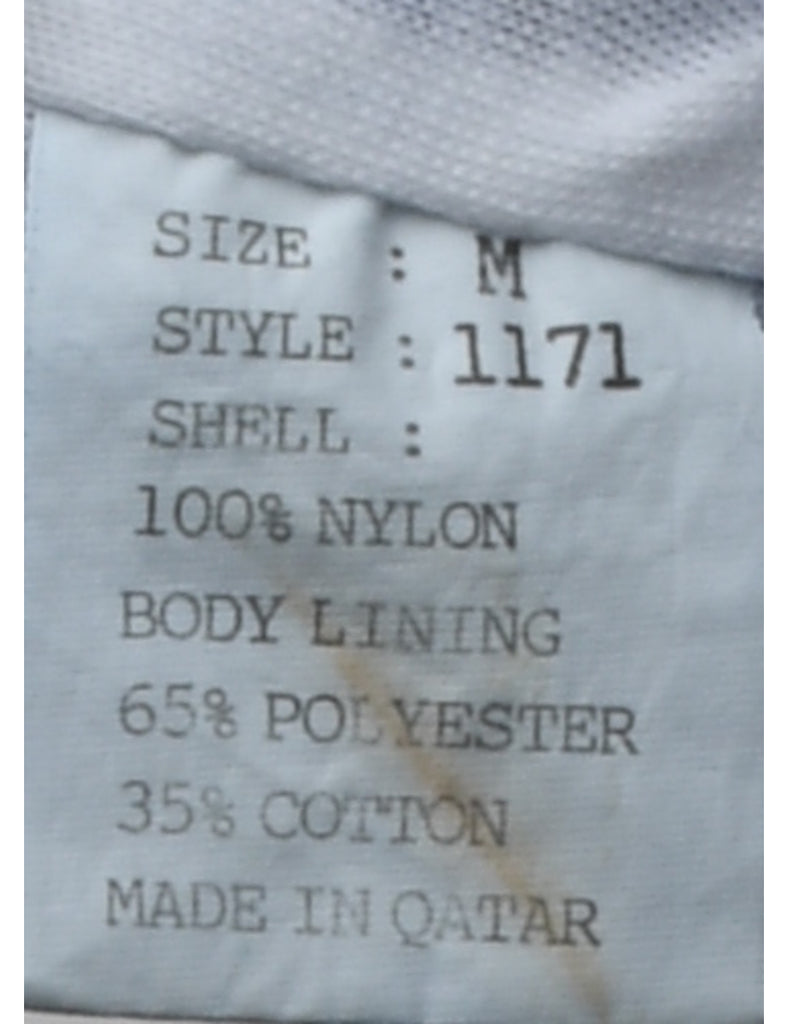 SIZE : M
STYLE : 1171
SHELL :
100% NYLON
BODY LINING
65% POLYESTER
35% COTTON
MADE IN QATAR